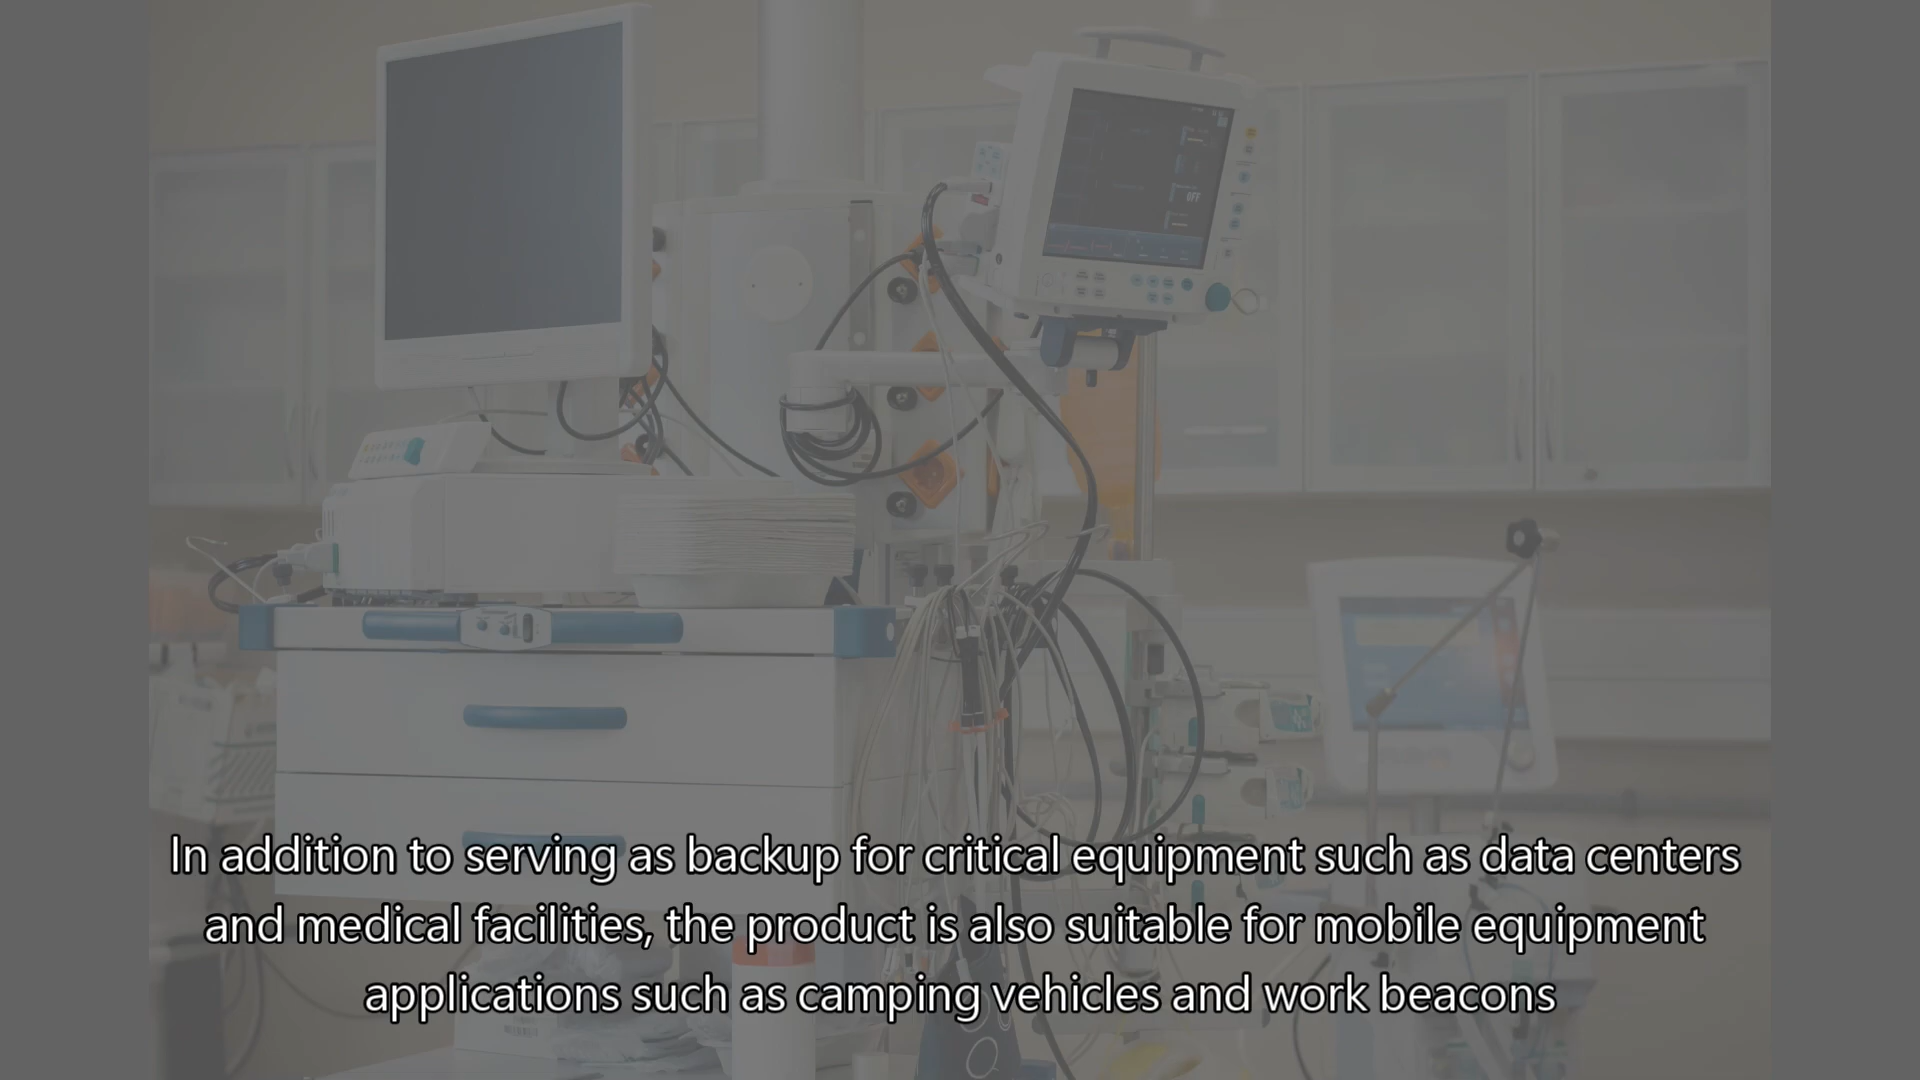 OFF
In addition to serving as backup for critical equipment such as data centers
and medical facilities, the product is also suitable for mobile equipment
applications such as camping vehicles and work beacons